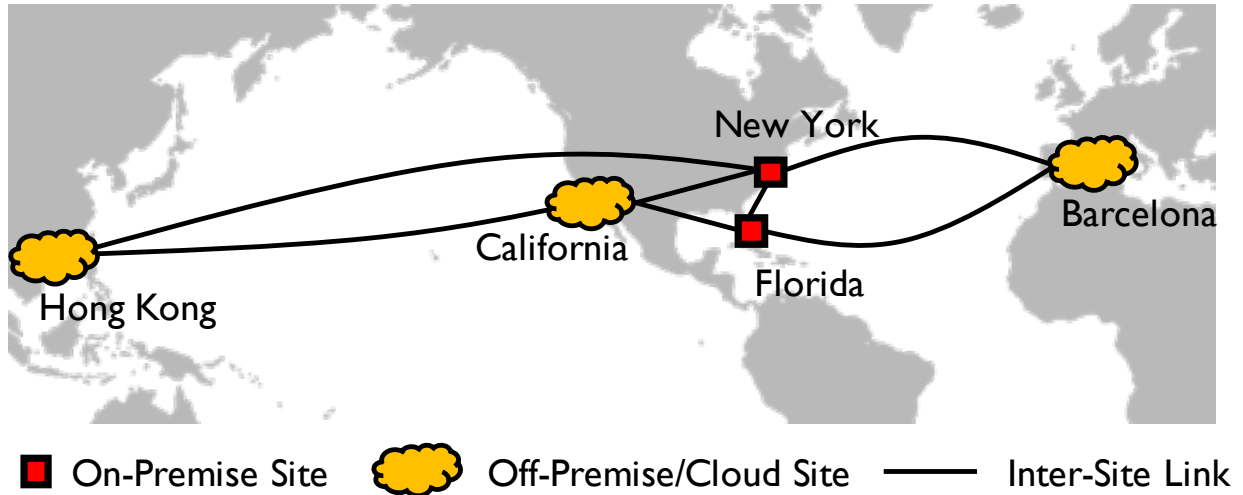 New York
Barcelona
California
Florida
Hong Kong
On-Premise Site
Off-Premise/Cloud Site
Inter-Site Link